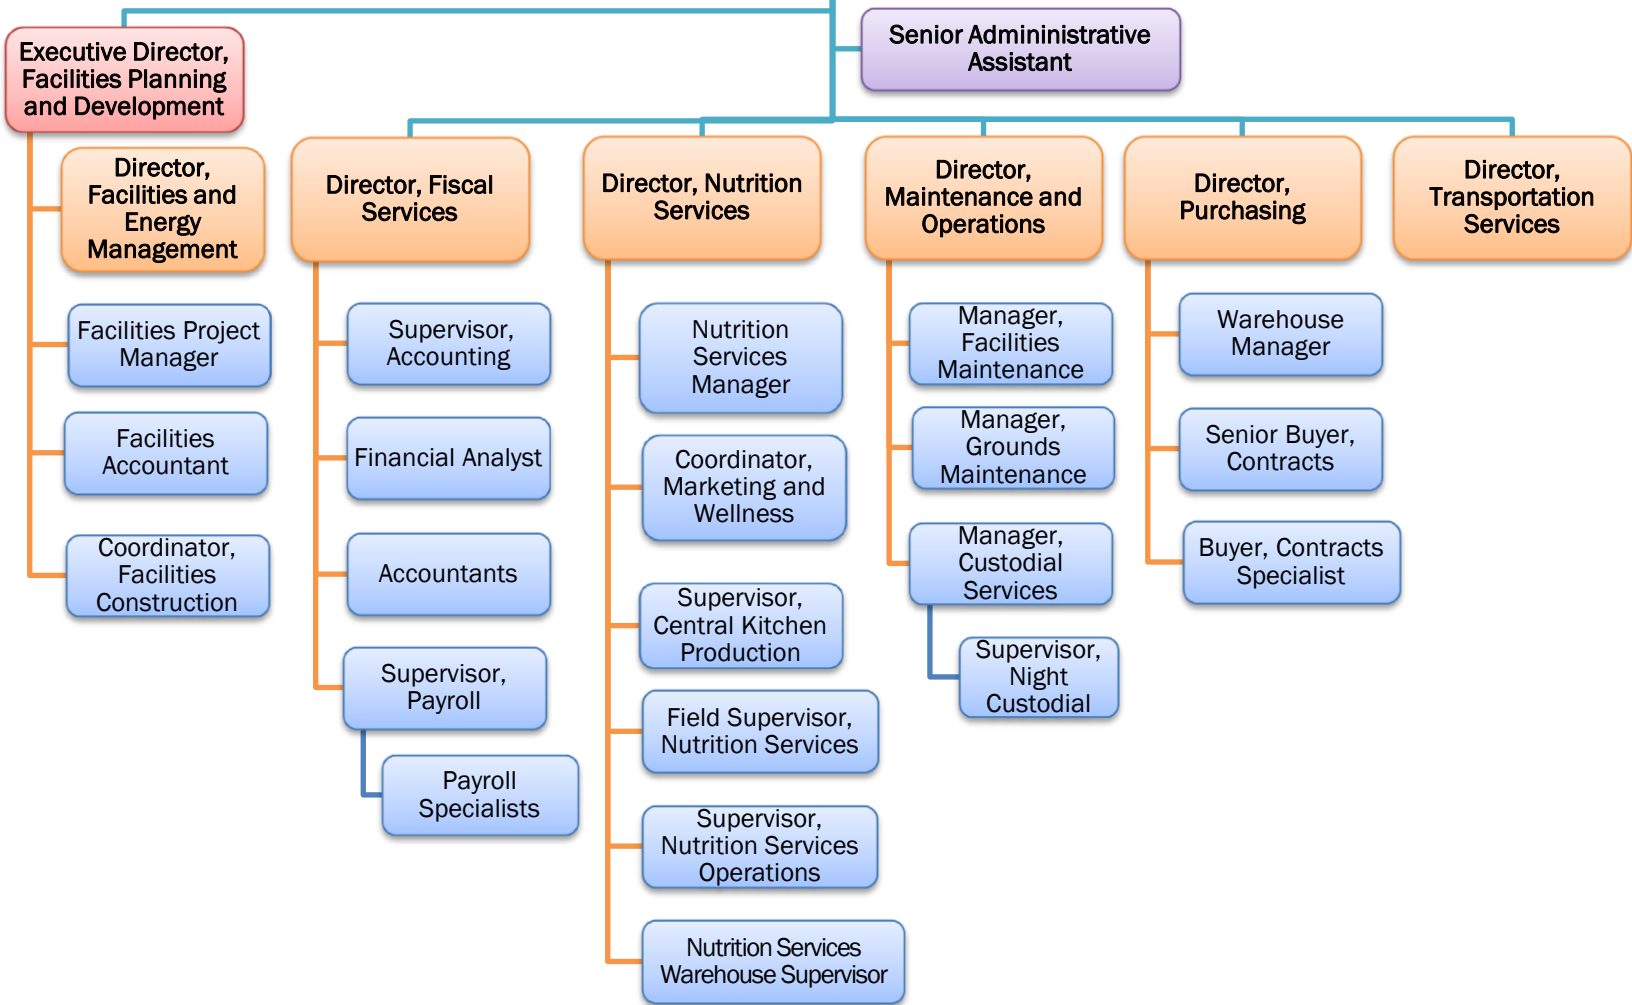 Senior Admininistrative
Assistant
Executive Director,
Facilities Planning
and Development
Director,
Facilities and
Energy
Management
Facilities Project
Manager
Facilities
Accountant
Coordinator,
Facilities
Construction
Director, Fiscal
Services
Supervisor,
Accounting
Financial Analyst
Accountants
Supervisor,
Payroll
Payroll
Specialists
Director, Nutrition
Services
Nutrition
Services
Manager
Coordinator,
Marketing and
Wellness
Supervisor,
Central Kitchen
Production
Field Supervisor,
Nutrition Services
Supervisor,
Nutrition Services
Operations
Nutrition Services
Warehouse Supervisor
Director,
Maintenance and
Operations
Manager,
Facilities
Maintenance
Manager,
Grounds
Maintenance
Manager,
Custodial
Services
Supervisor,
Night
Custodial
Director,
Purchasing
Warehouse
Manager
Senior Buyer,
Contracts
Buyer, Contracts
Specialist
Director,
Transportation
Services